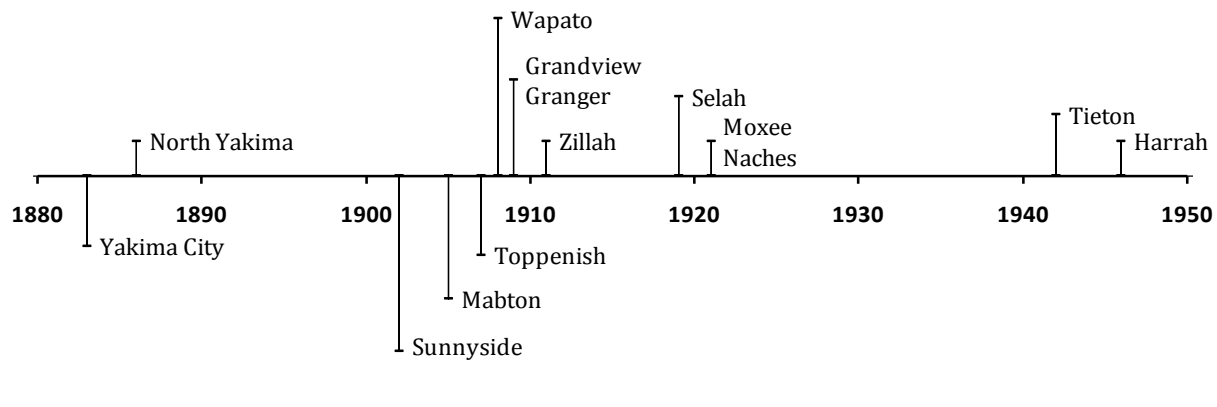 Wapato
Grandview
Granger
Selah
Tieton
Moxee
North Yakima
Zillah
Harrah
Naches
1880 1890 1900 1910 1920 1930 1940 1950
Yakima City
Toppenish
Mabton
Sunnyside